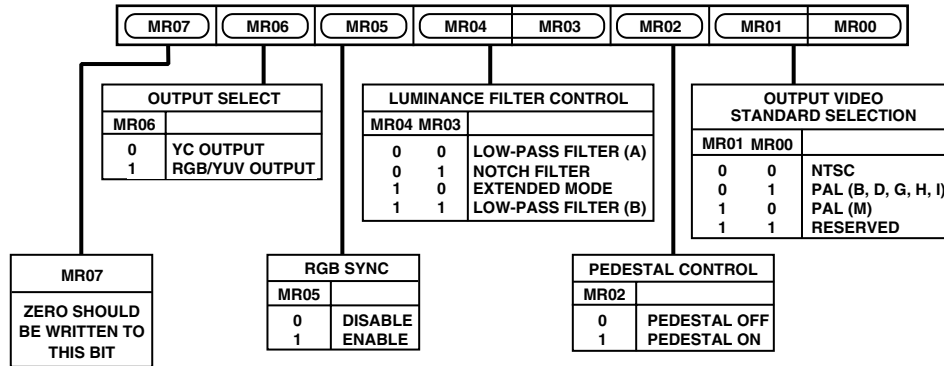 MR07 MR06 MR05 MR04 MR03 MR02 MR01 MR00
OUTPUT SELECT
MR06
0 YC OUTPUT
1 RGB/YUV OUTPUT
LUMINANCE FILTER CONTROL
MR04 MR03
0 0 LOW-PASS FILTER (A)
0 1 NOTCH FILTER
1 0 EXTENDED MODE
1 1 LOW-PASS FILTER (B)
OUTPUT VIDEO
STANDARD SELECTION
MR01 MR00
0 0 NTSC
0 1 PAL (B, D, G, H, I)
1 0 PAL (M)
1 1 RESERVED
MR07
ZERO SHOULD
BE WRITTEN TO
THIS BIT
RGB SYNC
MR05
0 DISABLE
1 ENABLE
PEDESTAL CONTROL
MR02
0 PEDESTAL OFF
1 PEDESTAL ON